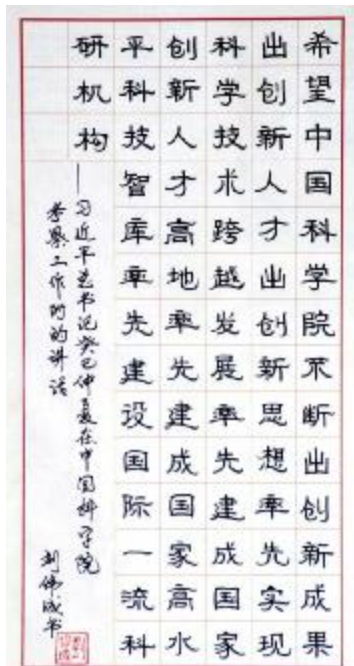 希望中国科学院不断出创新成果
出创新人才出创新思想率先实现
科学技术跨越发展率先建成国家
创新人才高地率先建成国家高水
平科技智库率先建设国际一流科
研机构
——习近平总书记癸巳仲夏在中国科学院
考察工作时的讲话
刘伟成书